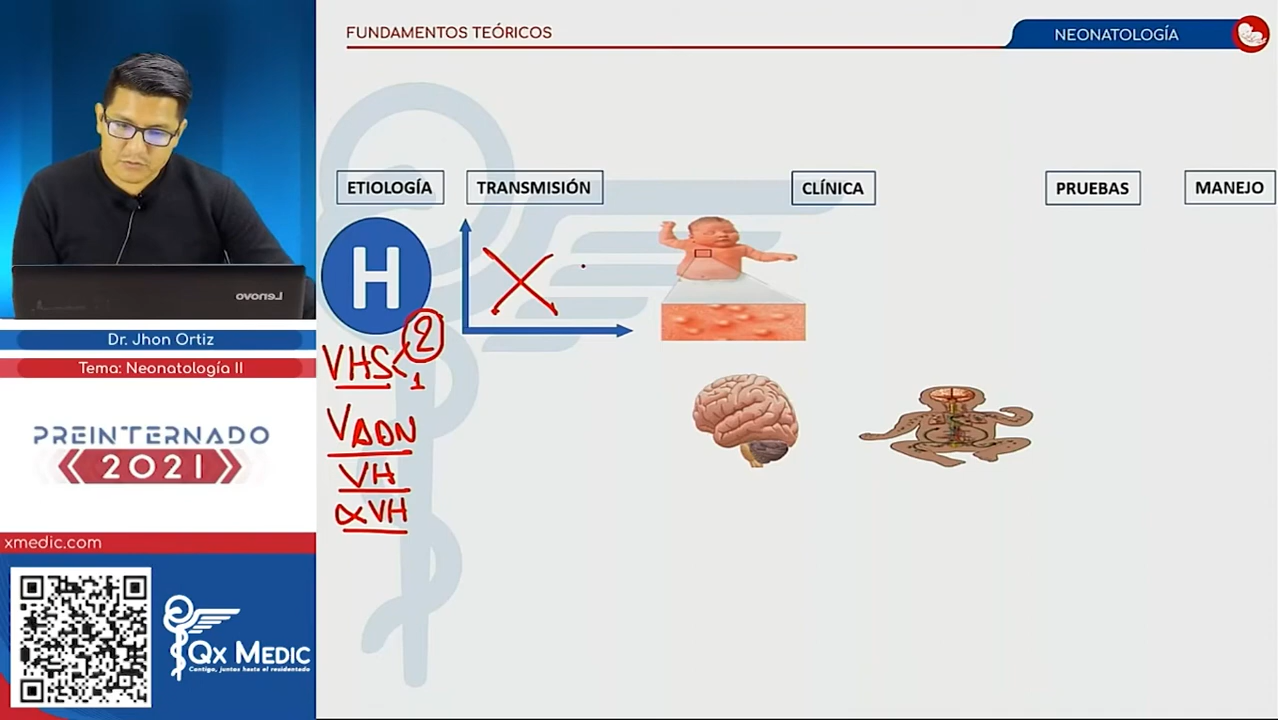 FUNDAMENTOS TEÓRICOS
NEONATOLOGÍA
ETIOLOGÍA
TRANSMISIÓN
CLÍNICA
PRUEBAS
MANEJO
H
VHS 2
1
VADN
VH
αVH
lenovo
Dr. Jhon Ortiz
Tema: Neonatología II
PREINTERNADO
2021
xmedic.com
QX MEDIC
Contigo, juntos hasta el residentado